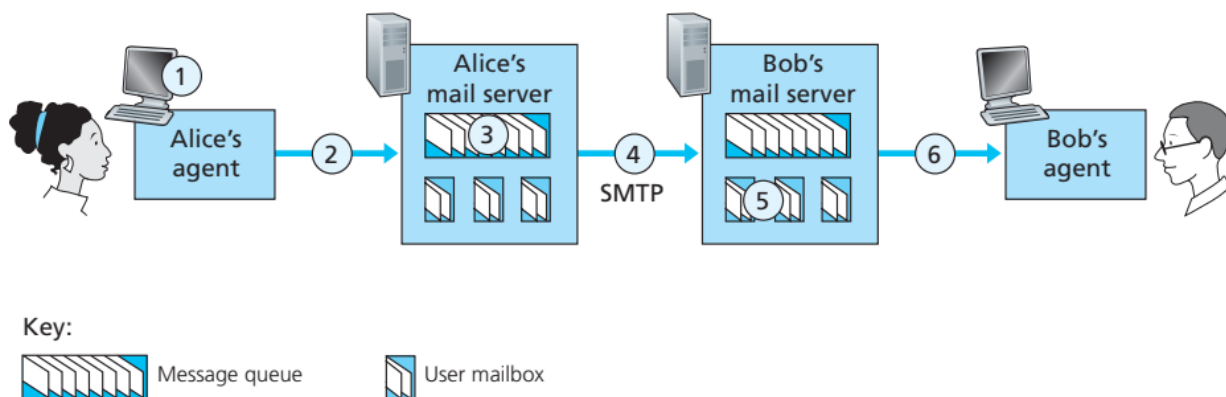 1
Alice's
agent
2
Alice's
mail server
3
4
SMTP
Bob's
mail server
5
6
Bob's
agent
Key:
Message queue
User mailbox